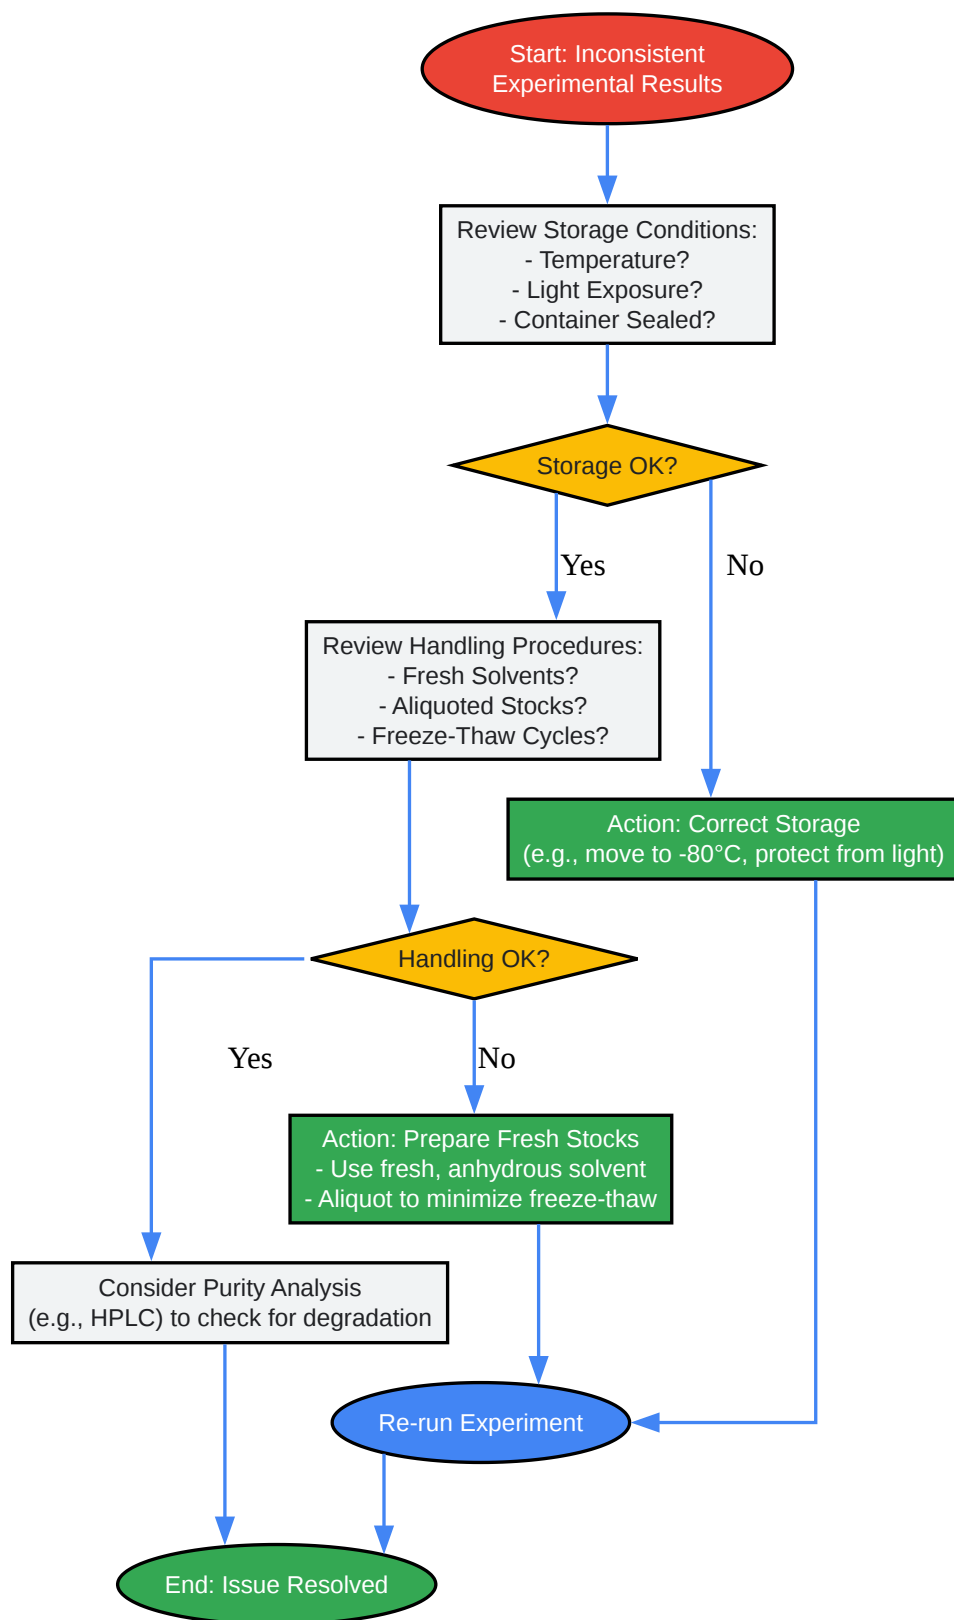 Start: Inconsistent
Experimental Results
Review Storage Conditions:
- Temperature?
- Light Exposure?
- Container Sealed?
Storage OK?
Yes
No
Review Handling Procedures:
- Fresh Solvents?
- Aliquoted Stocks?
- Freeze-Thaw Cycles?
Action: Correct Storage
(e.g., move to -80°C, protect from light)
Handling OK?
Yes
No
Action: Prepare Fresh Stocks
- Use fresh, anhydrous solvent
- Aliquot to minimize freeze-thaw
Consider Purity Analysis
(e.g., HPLC) to check for degradation
Re-run Experiment
End: Issue Resolved